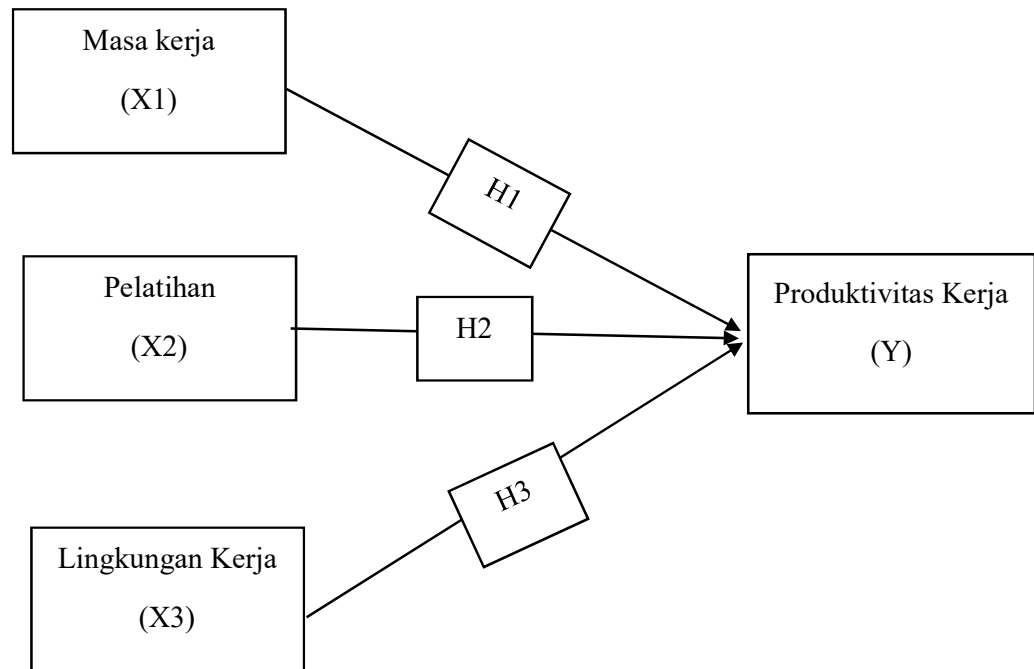 Masa kerja
(X1)
H1
Pelatihan
(X2)
H2
Produktivitas Kerja
(Y)
H3
Lingkungan Kerja
(X3)